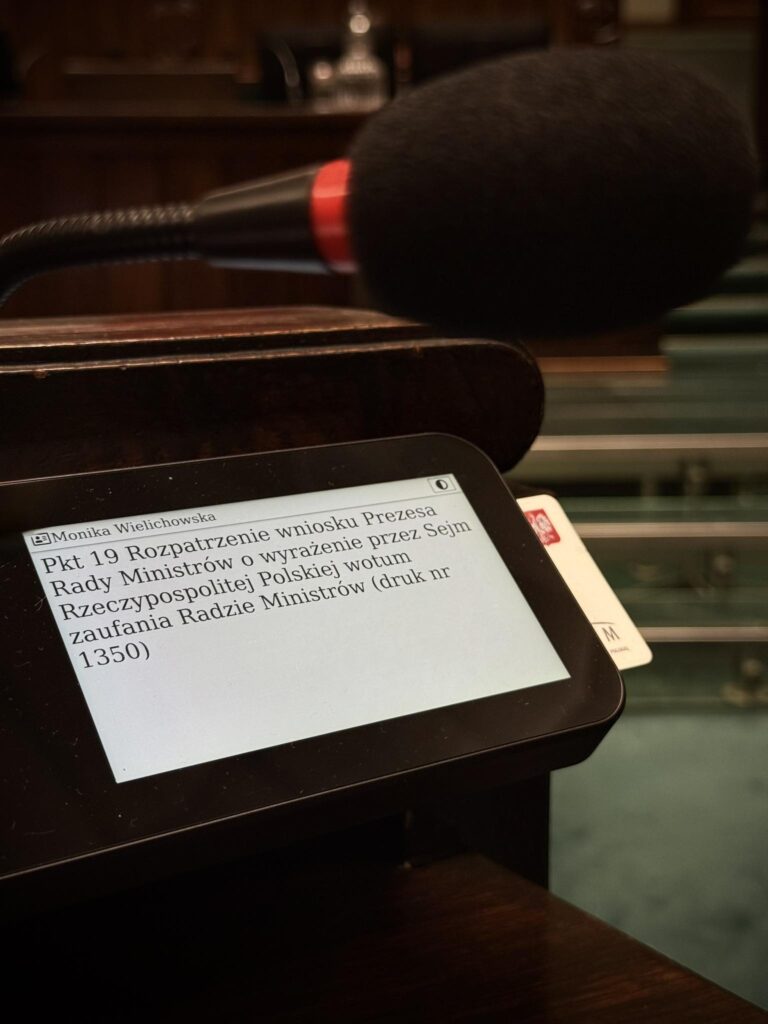 Monika Wielichowska
Pkt 19 Rozpatrzenie wniosku Prezesa
Rady Ministrów o wyrażenie przez Sejm
Rzeczypospolitej Polskiej wotum
zaufania Radzie Ministrów (druk nr
1350)
M